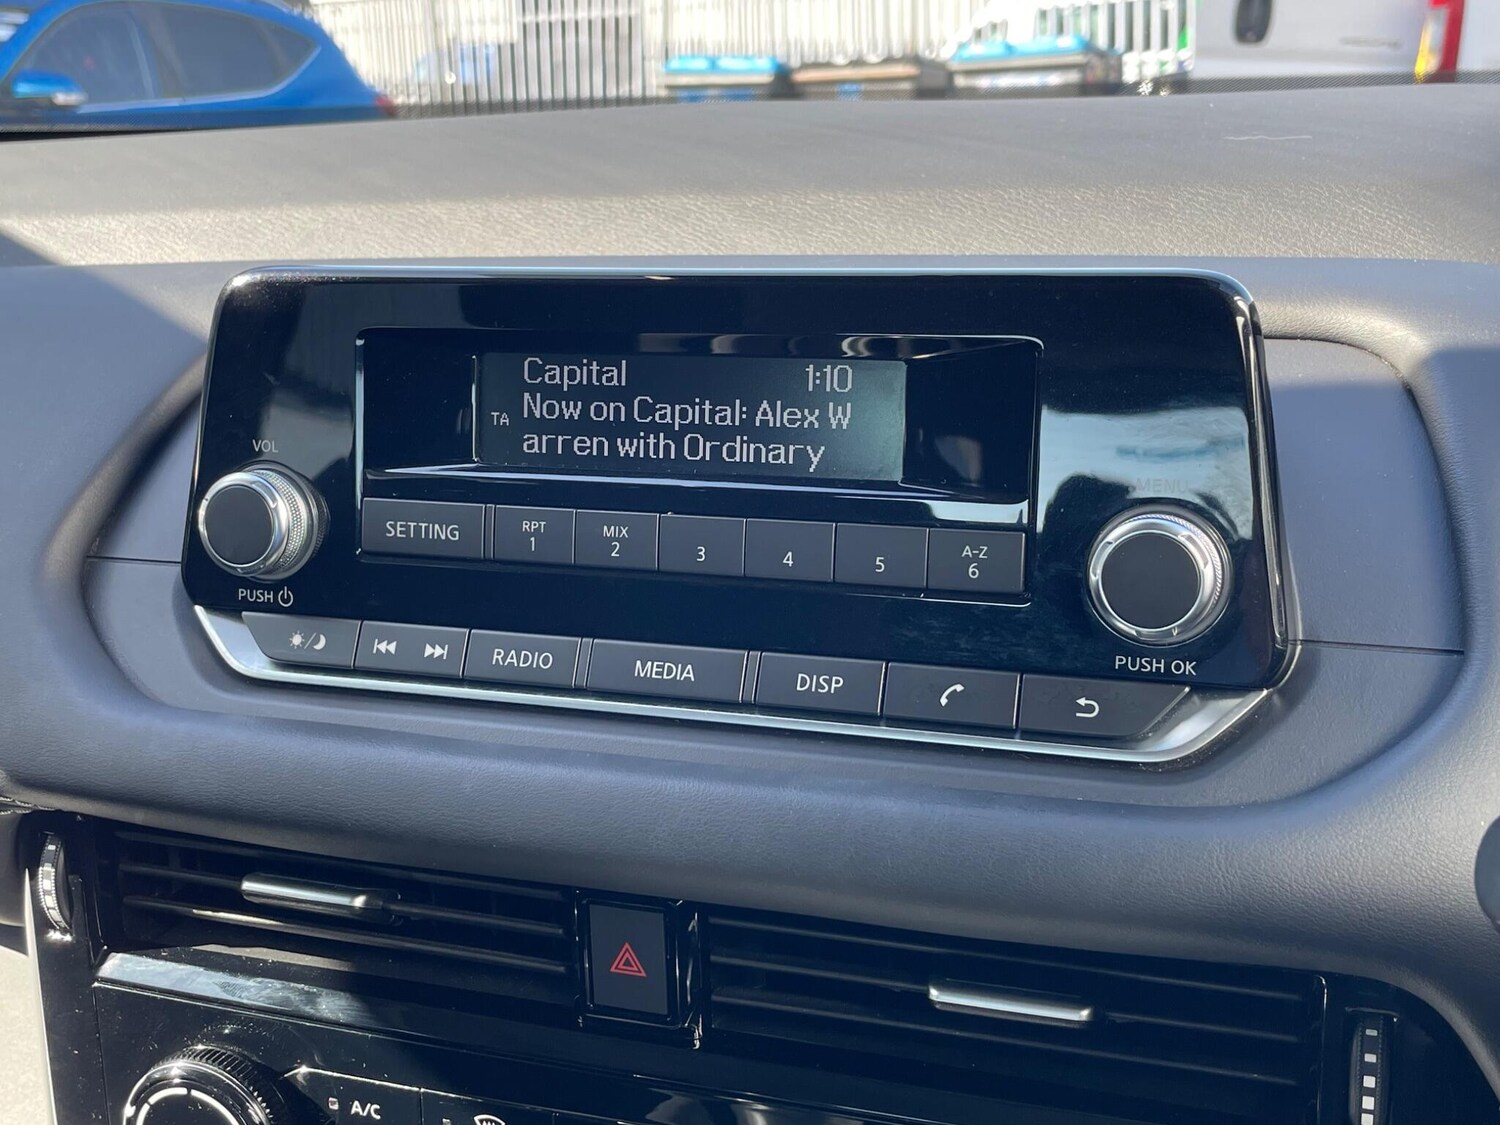 Capital 1:10
TA Now on Capital: Alex W
arren with Ordinary
VOL
MENU
PUSH
PUSH OK
SETTING
RPT
1
MIX
2
3
4
5
A-Z
6
RADIO
MEDIA
DISP
A/C